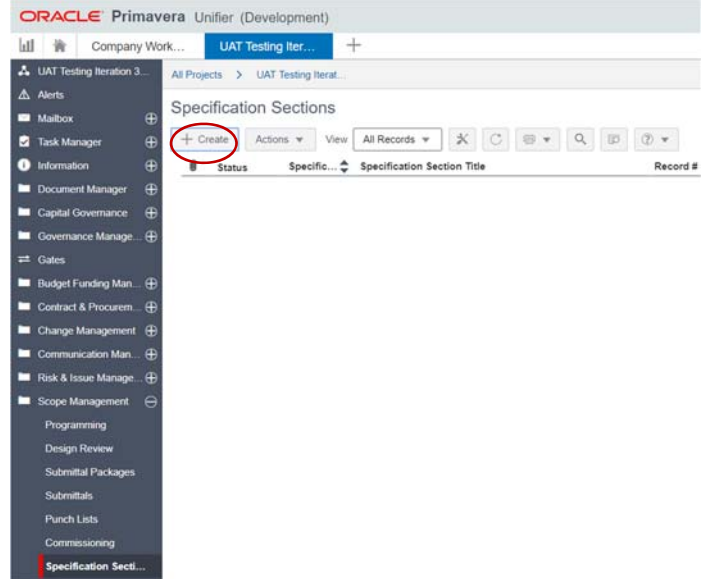 ORACLE Primavera Unifier (Development)
Company Work... UAT Testing Iter... +
UAT Testing Iteration 3... All Projects > UAT Testing Iterat...
Alerts
Specification Sections
Mailbox
Task Manager + Create Actions View All Records
Information Status Specific... Specification Section Title Record #
Document Manager
Capital Governance
Governance Manage...
Gates
Budget Funding Man...
Contract & Procurem...
Change Management
Communication Man...
Risk & Issue Manage...
Scope Management
Programming
Design Review
Submittal Packages
Submittals
Punch Lists
Commissioning
Specification Secti...